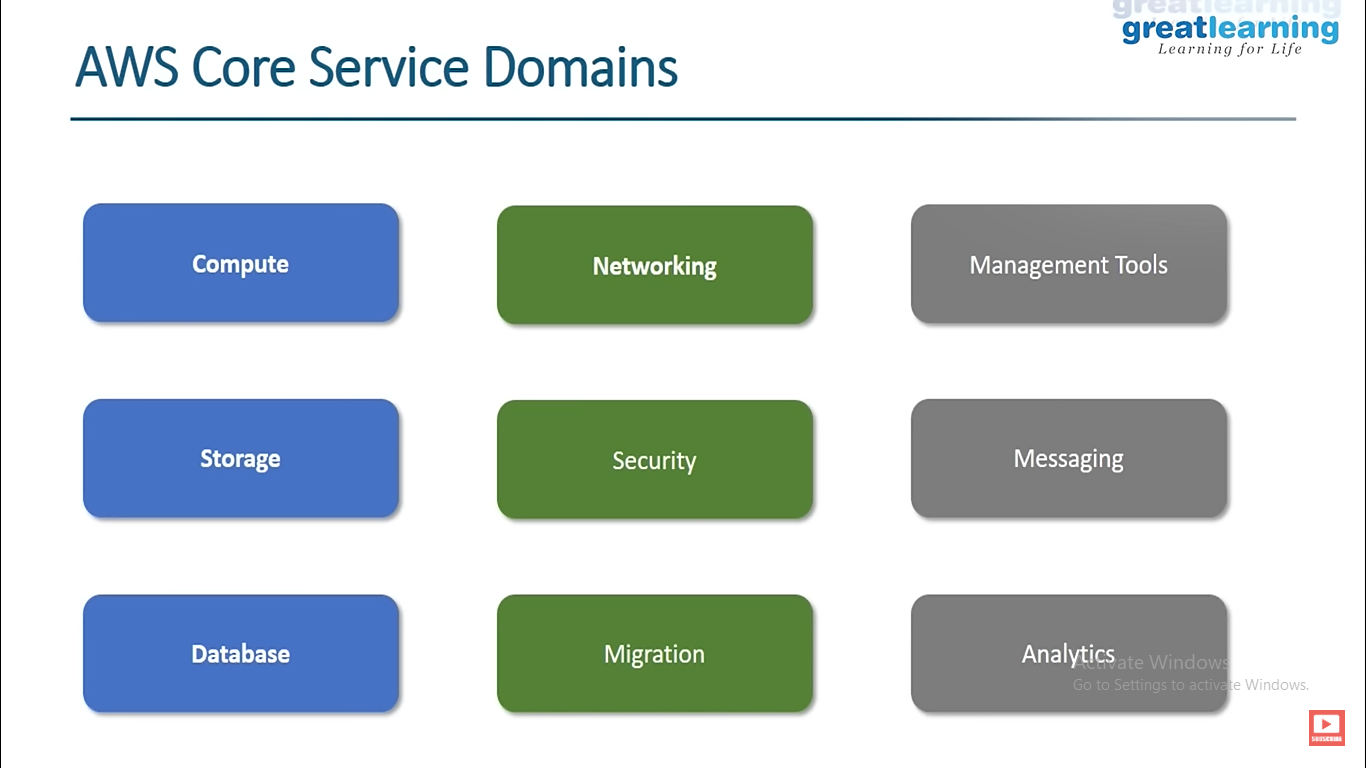 greatlearning
greatlearning
Learning for Life
AWS Core Service Domains
Compute
Networking
Management Tools
Storage
Security
Messaging
Database
Migration
Analytics
Activate Windows
Go to Settings to activate Windows.
SUBSCRIBE